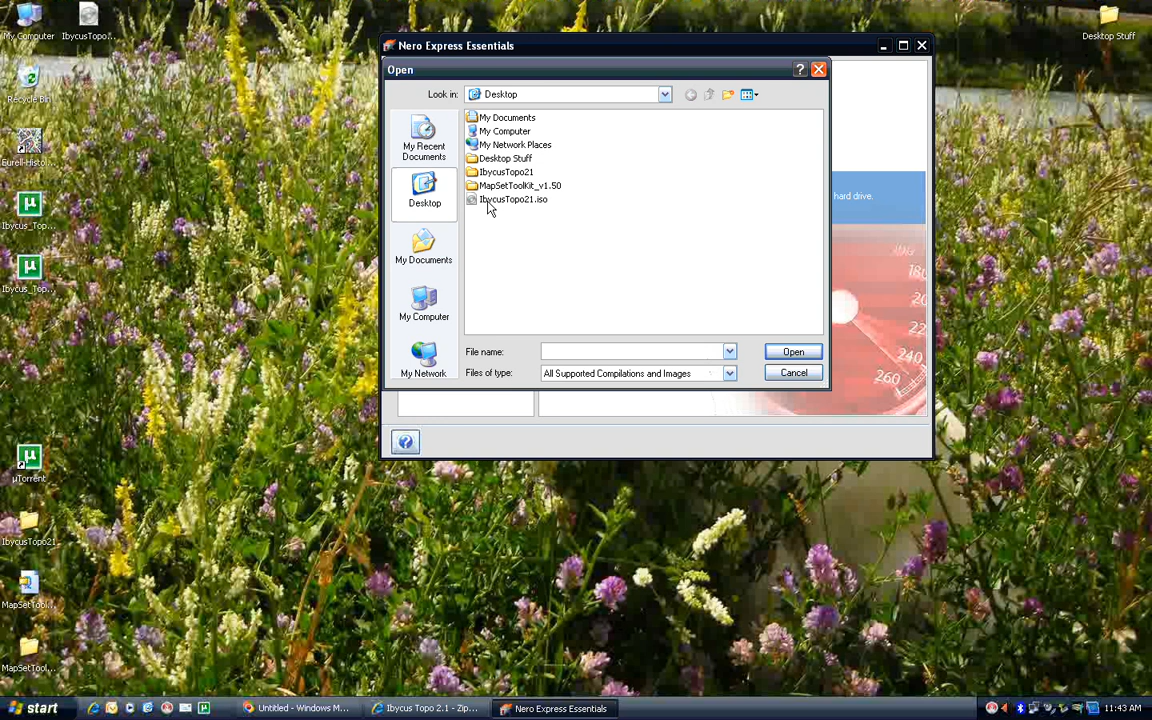 My Computer
IbycusTopo...
Desktop Stuff
Recycle Bin
Eurell-Histo...
Ibycus_Top...
Ibycus_Top...
µTorrent
IbycusTopo21
MapSetTool...
MapSetTool...
Nero Express Essentials
Open
Look in:
Desktop
My Recent
Documents
Desktop
My Documents
My Computer
My Network
My Documents
My Computer
My Network Places
Desktop Stuff
IbycusTopo21
MapSetToolKit_v1.50
IbycusTopo21.iso
hard drive.
File name:
Open
Files of type:
All Supported Compilations and Images
Cancel
180
220
240
260
start
Untitled - Windows M...
Ibycus Topo 2.1 - Zip...
Nero Express Essentials
11:43 AM